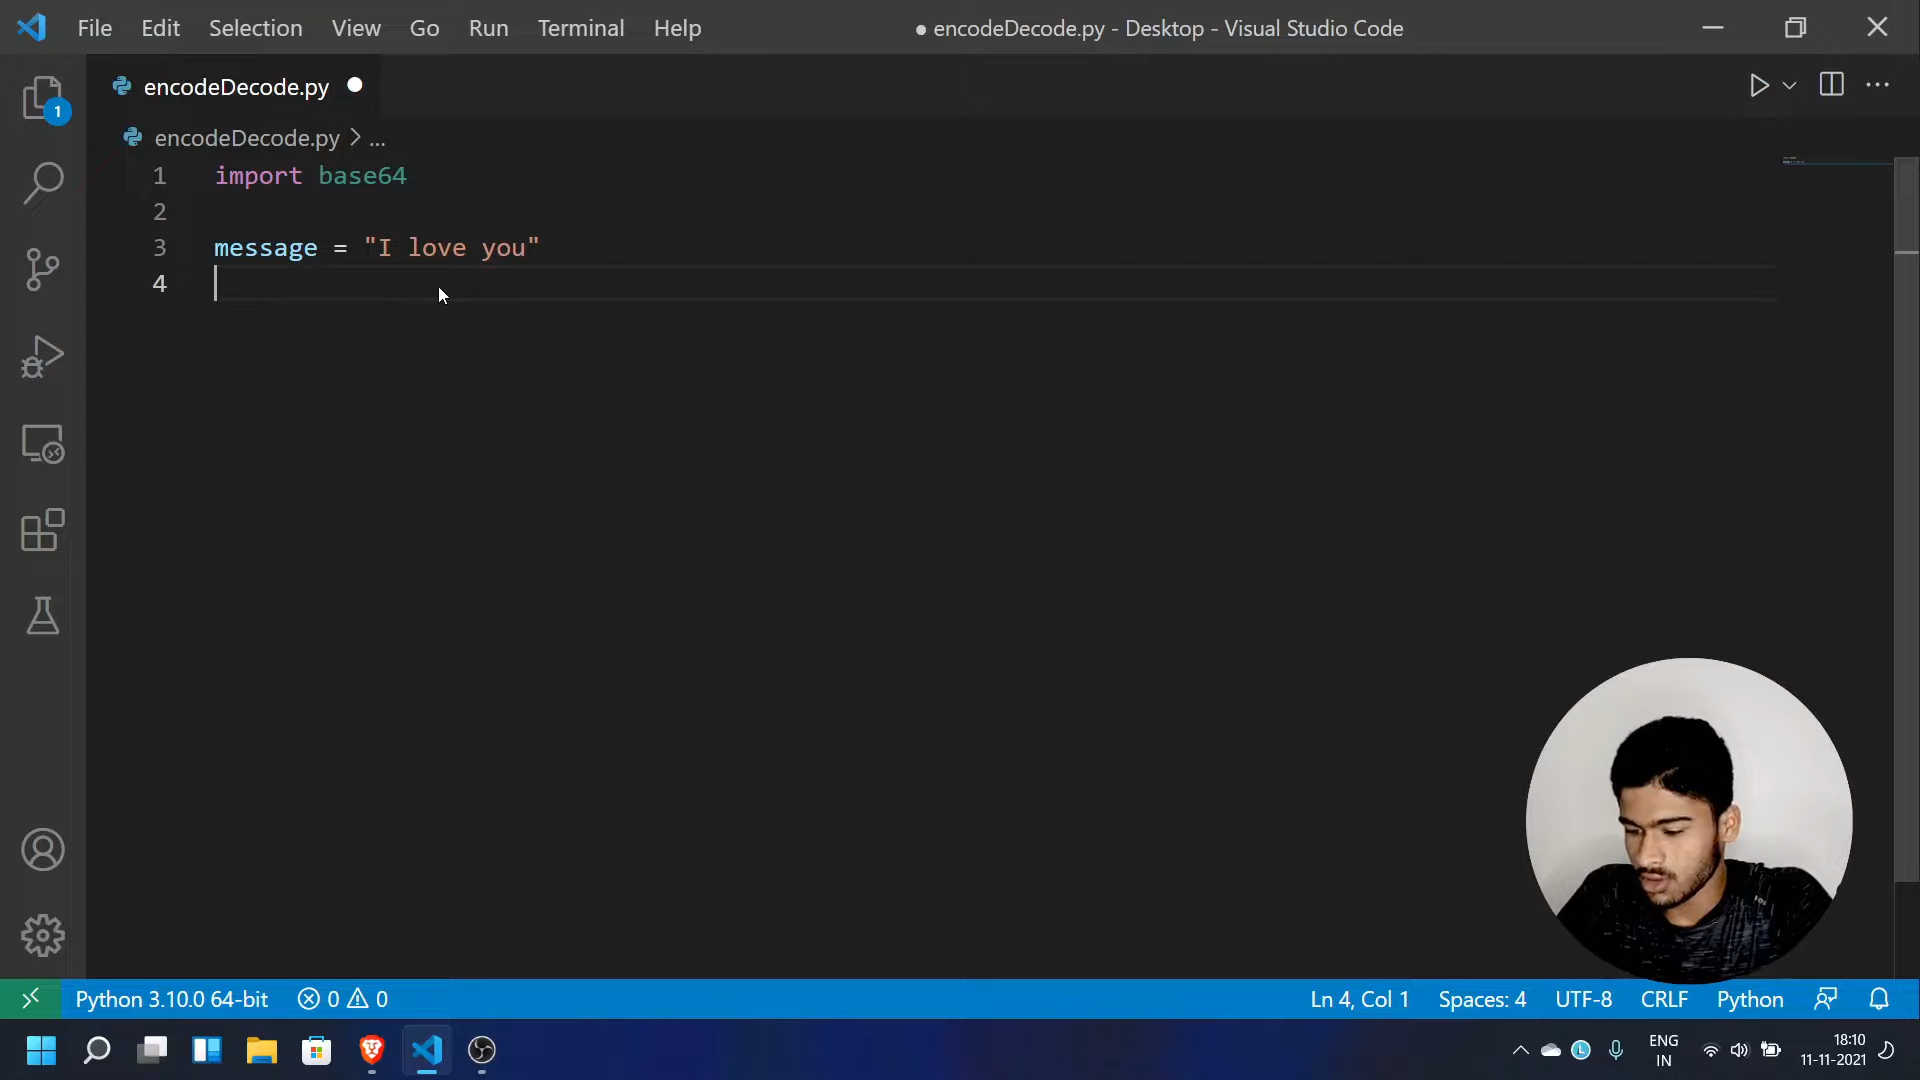 File Edit Selection View Go Run Terminal Help
● encodeDecode.py - Desktop - Visual Studio Code
encodeDecode.py
encodeDecode.py > ...
1 import base64
2
3 message = "I love you"
4
1
Python 3.10.0 64-bit 0 0
Ln 4, Col 1 Spaces: 4 UTF-8 CRLF Python
ENG
IN
18:10
11-11-2021